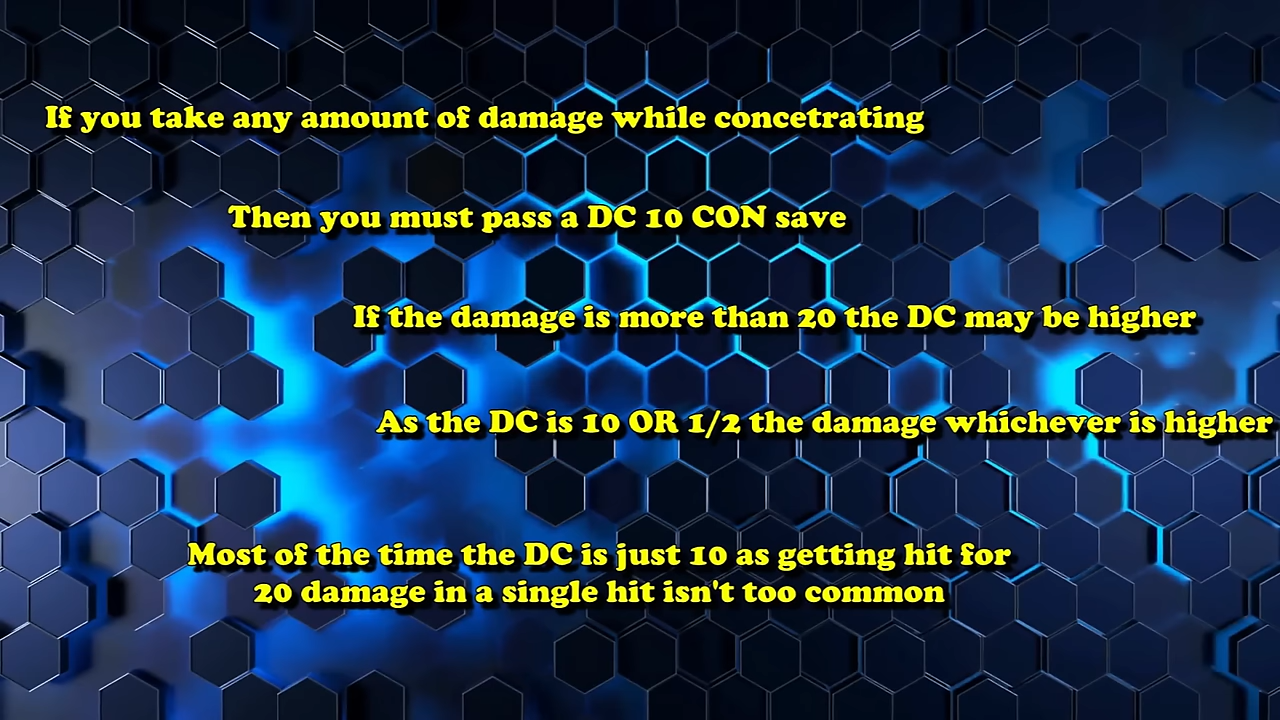 If you take any amount of damage while concetrating
Then you must pass a DC 10 CON save
If the damage is more than 20 the DC may be higher
As the DC is 10 OR 1/2 the damage whichever is higher
Most of the time the DC is just 10 as getting hit for
20 damage in a single hit isn't too common